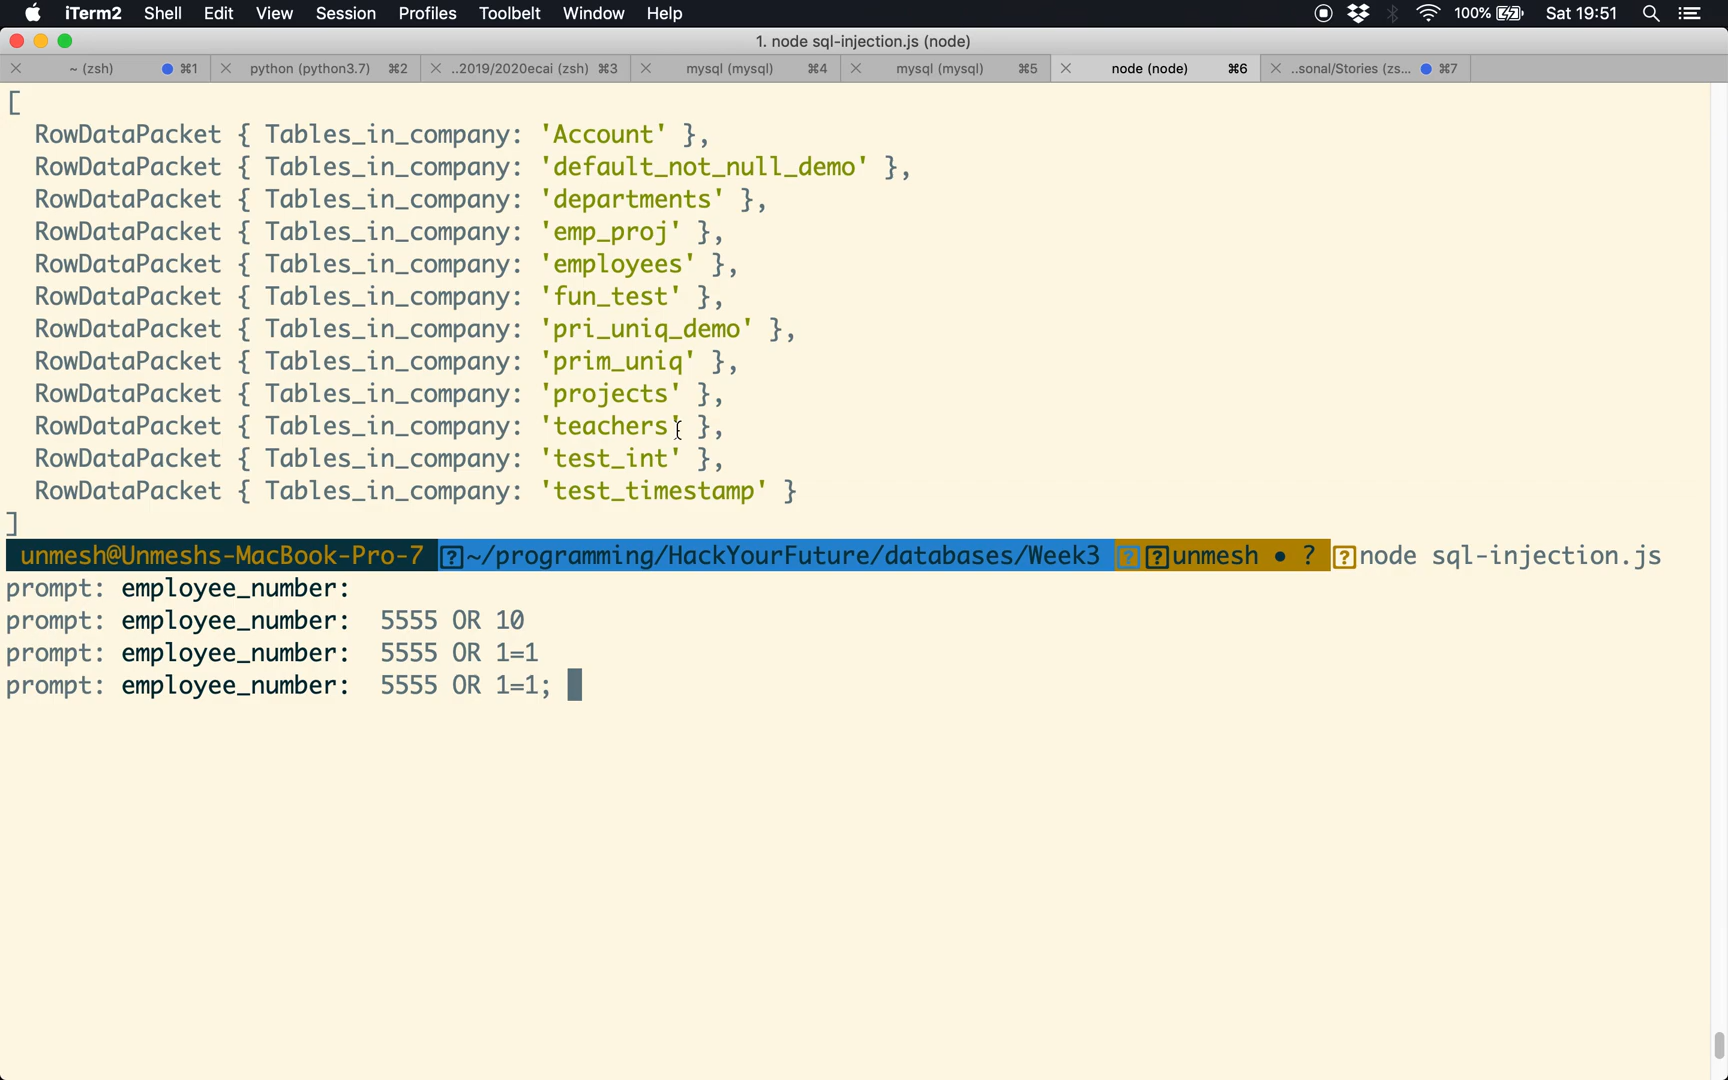 iTerm2 Shell Edit View Session Profiles Toolbelt Window Help 100% Sat 19:51
1. node sql-injection.js (node)
~ (zsh) ⌘1 python (python3.7) ⌘2 ..2019/2020ecai (zsh) ⌘3 mysql (mysql) ⌘4 mysql (mysql) ⌘5 node (node) ⌘6 ..sonal/Stories (zs... ⌘7
[
RowDataPacket { Tables_in_company: 'Account' },
RowDataPacket { Tables_in_company: 'default_not_null_demo' },
RowDataPacket { Tables_in_company: 'departments' },
RowDataPacket { Tables_in_company: 'emp_proj' },
RowDataPacket { Tables_in_company: 'employees' },
RowDataPacket { Tables_in_company: 'fun_test' },
RowDataPacket { Tables_in_company: 'pri_uniq_demo' },
RowDataPacket { Tables_in_company: 'prim_uniq' },
RowDataPacket { Tables_in_company: 'projects' },
RowDataPacket { Tables_in_company: 'teachers' },
RowDataPacket { Tables_in_company: 'test_int' },
RowDataPacket { Tables_in_company: 'test_timestamp' }
]
unmesh@Unmeshs-MacBook-Pro-7 ?~/programming/HackYourFuture/databases/Week3 ? ?unmesh • ? ?node sql-injection.js
prompt: employee_number:
prompt: employee_number: 5555 OR 10
prompt: employee_number: 5555 OR 1=1
prompt: employee_number: 5555 OR 1=1;